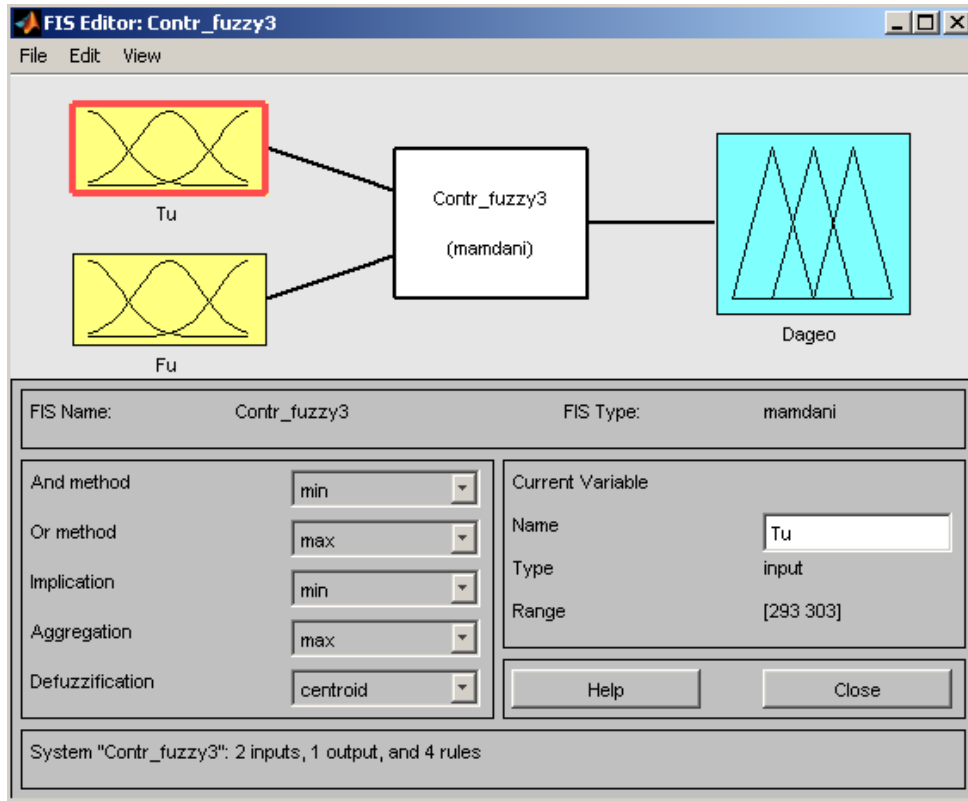 FIS Editor: Contr_fuzzy3
File Edit View
Tu
Fu
Contr_fuzzy3
(mamdani)
Dageo
FIS Name: Contr_fuzzy3 FIS Type: mamdani
And method min
Or method max
Implication min
Aggregation max
Defuzzification centroid
Current Variable
Name Tu
Type input
Range [293 303]
Help Close
System "Contr_fuzzy3": 2 inputs, 1 output, and 4 rules